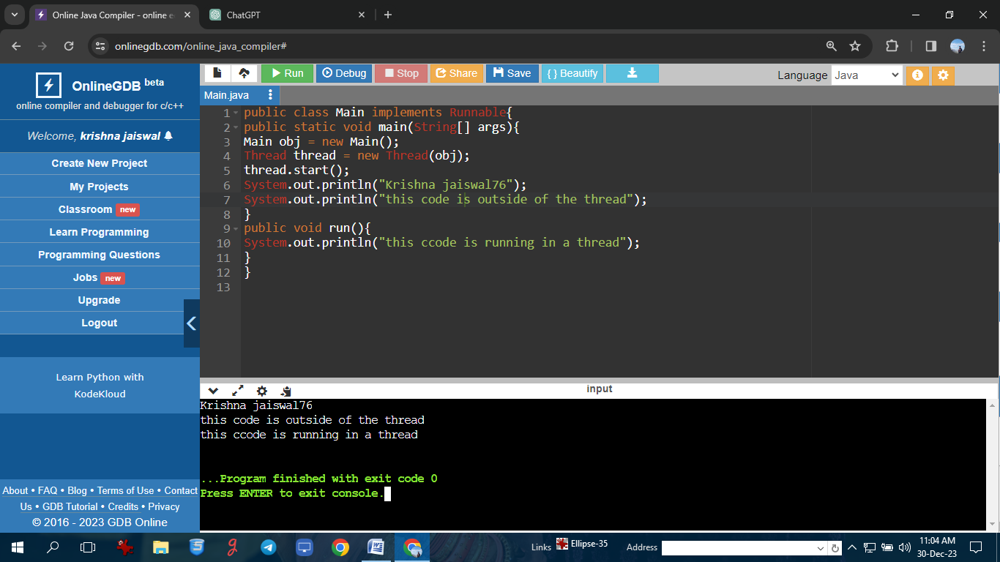 Online Java Compiler - online e
ChatGPT
onlinegdb.com/online_java_compiler#
OnlineGDB beta
online compiler and debugger for c/c++
Welcome, krishna jaiswal
Create New Project
My Projects
Classroom new
Learn Programming
Programming Questions
Jobs new
Upgrade
Logout
Learn Python with
KodeKloud
About • FAQ • Blog • Terms of Use • Contact
Us • GDB Tutorial • Credits • Privacy
© 2016 - 2023 GDB Online
Run Debug Stop Share Save { } Beautify
Language Java
Main.java
1 public class Main implements Runnable{
2 public static void main(String[] args){
3 Main obj = new Main();
4 Thread thread = new Thread(obj);
5 thread.start();
6 System.out.println("Krishna jaiswal76");
7 System.out.println("this code is outside of the thread");
8 }
9 public void run(){
10 System.out.println("this ccode is running in a thread");
11 }
12 }
13
input
Krishna jaiswal76
this code is outside of the thread
this ccode is running in a thread
...Program finished with exit code 0
Press ENTER to exit console.
Links Ellipse-35 Address
11:04 AM
30-Dec-23